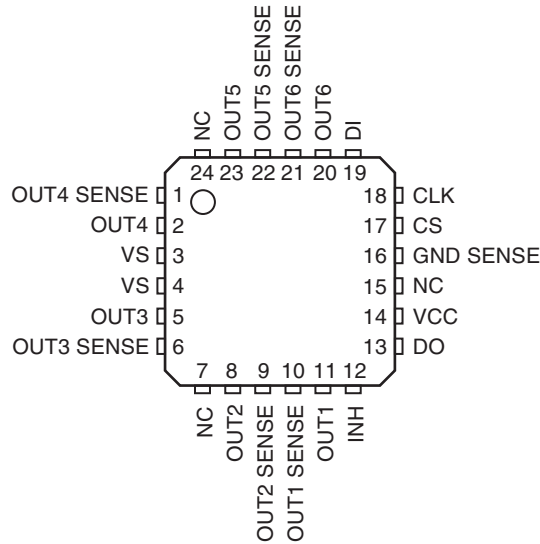 NC
OUT5
OUT5 SENSE
OUT6 SENSE
OUT6
DI
24 23 22 21 20 19
OUT4 SENSE 1
OUT4 2
VS 3
VS 4
OUT3 5
OUT3 SENSE 6
18 CLK
17 CS
16 GND SENSE
15 NC
14 VCC
13 DO
7 8 9 10 11 12
NC
OUT2
OUT2 SENSE
OUT1 SENSE
OUT1
INH